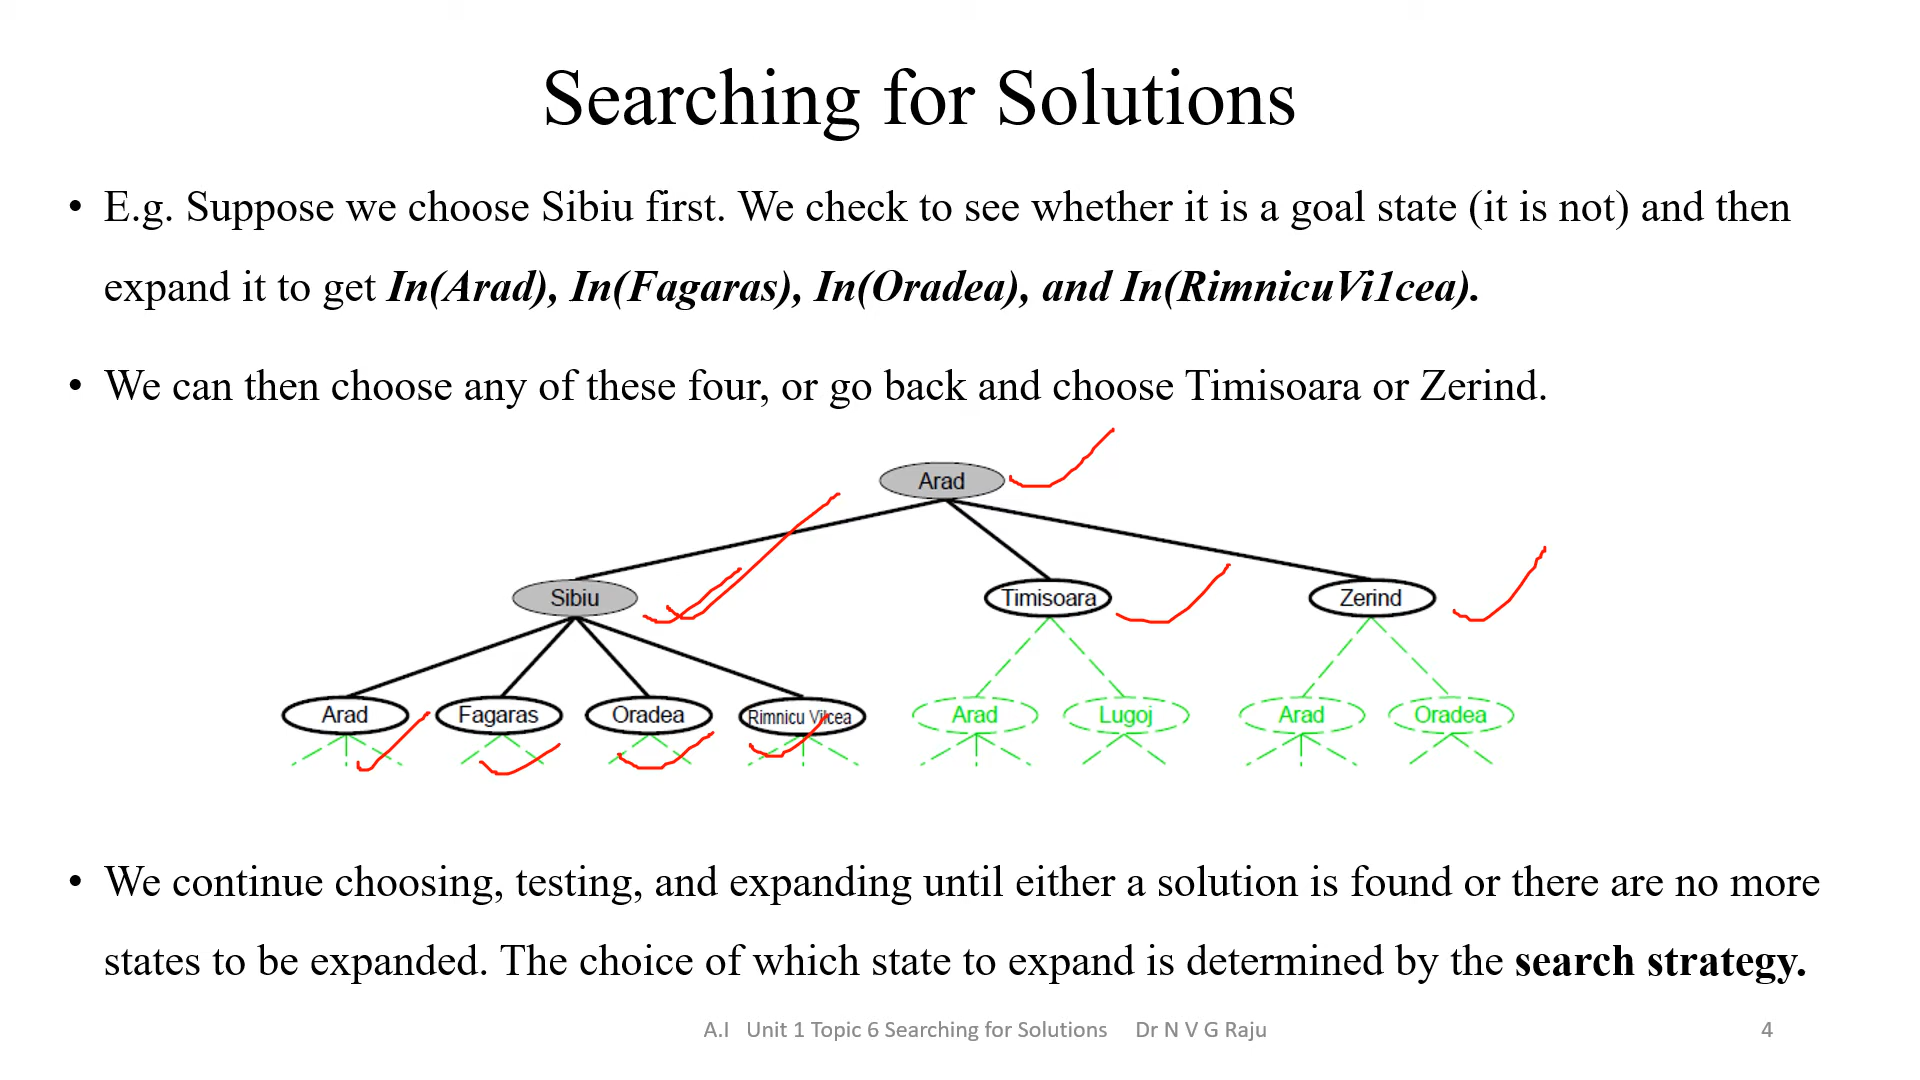 Searching for Solutions
• E.g. Suppose we choose Sibiu first. We check to see whether it is a goal state (it is not) and then
expand it to get In(Arad), In(Fagaras), In(Oradea), and In(RimnicuVi1cea).
• We can then choose any of these four, or go back and choose Timisoara or Zerind.
Arad
Sibiu Timisoara Zerind
Arad Fagaras Oradea Rimnicu Vilcea Arad Lugoj Arad Oradea
• We continue choosing, testing, and expanding until either a solution is found or there are no more
states to be expanded. The choice of which state to expand is determined by the search strategy.
A.I Unit 1 Topic 6 Searching for Solutions Dr N V G Raju 4